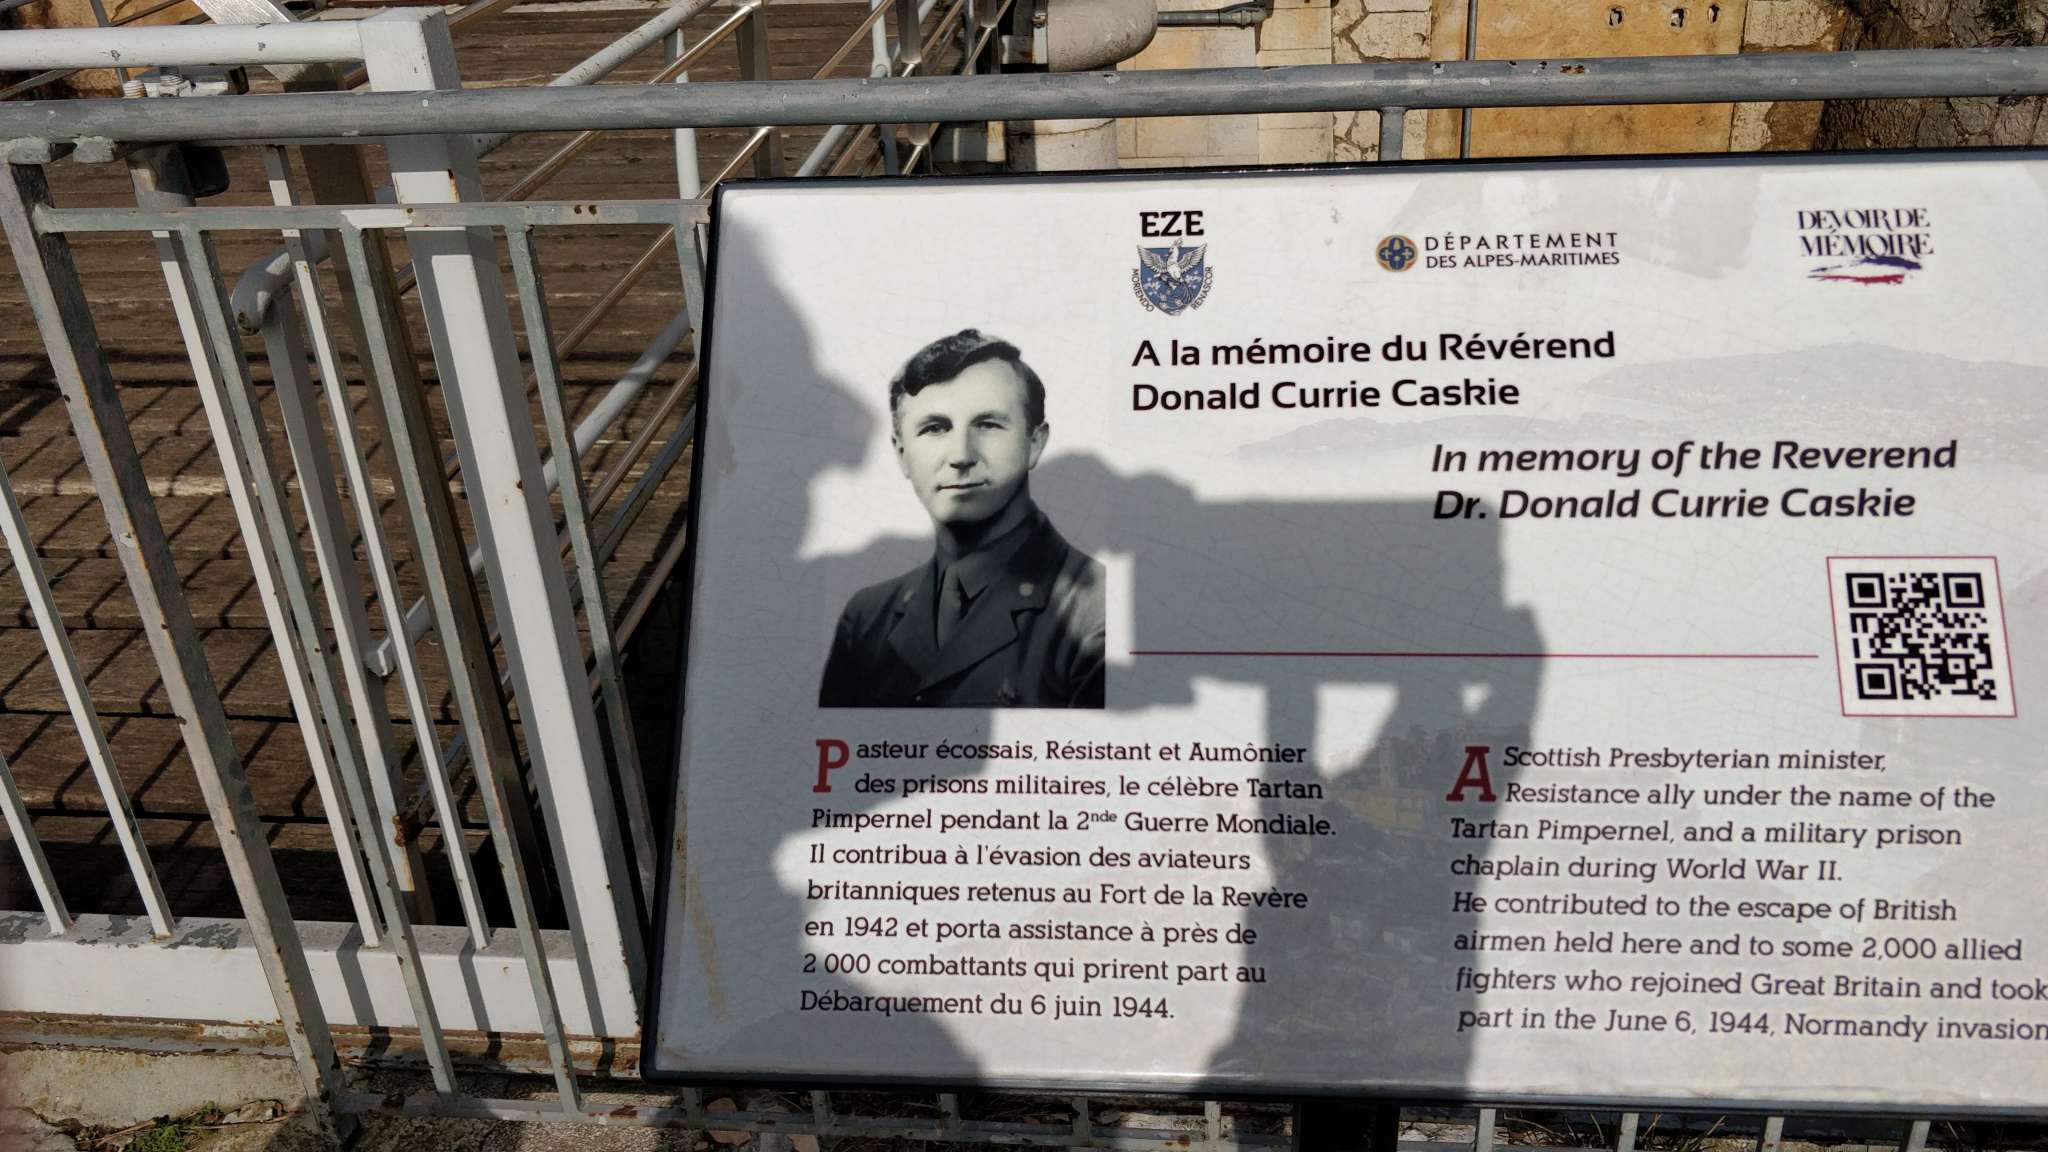 EZE
MORIENDO RENASCOR
DÉPARTEMENT
DES ALPES-MARITIMES
DEVOIR DE
MÉMOIRE
A la mémoire du Révérend
Donald Currie Caskie
In memory of the Reverend
Dr. Donald Currie Caskie
Pasteur écossais, Résistant et Aumônier
des prisons militaires, le célèbre Tartan
Pimpernel pendant la 2nde Guerre Mondiale.
Il contribua à l'évasion des aviateurs
britanniques retenus au Fort de la Revère
en 1942 et porta assistance à près de
2 000 combattants qui prirent part au
Débarquement du 6 juin 1944.
A Scottish Presbyterian minister,
Resistance ally under the name of the
Tartan Pimpernel, and a military prison
chaplain during World War II.
He contributed to the escape of British
airmen held here and to some 2,000 allied
fighters who rejoined Great Britain and took
part in the June 6, 1944, Normandy invasion